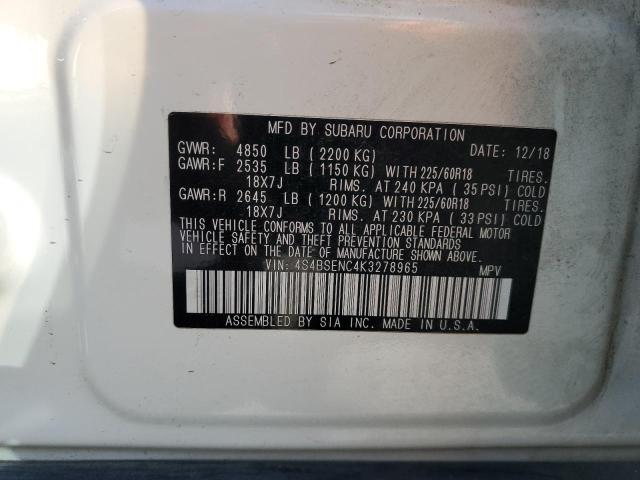 MFD BY SUBARU CORPORATION
GVWR: 4850 LB ( 2200 KG) DATE: 12/18
GAWR:F 2535 LB ( 1150 KG) WITH 225/60R18 TIRES.
18X7J RIMS. AT 240 KPA ( 35 PSI) COLD
GAWR:R 2645 LB ( 1200 KG) WITH 225/60R18 TIRES.
18X7J RIMS. AT 230 KPA ( 33 PSI) COLD
THIS VEHICLE CONFORMS TO ALL APPLICABLE FEDERAL MOTOR
VEHICLE SAFETY AND THEFT PREVENTION STANDARDS
IN EFFECT ON THE DATE OF MANUFACTURE SHOWN ABOVE.
VIN: 4S4BSENC4K3278965 MPV
ASSEMBLED BY SIA INC. MADE IN U.S.A.